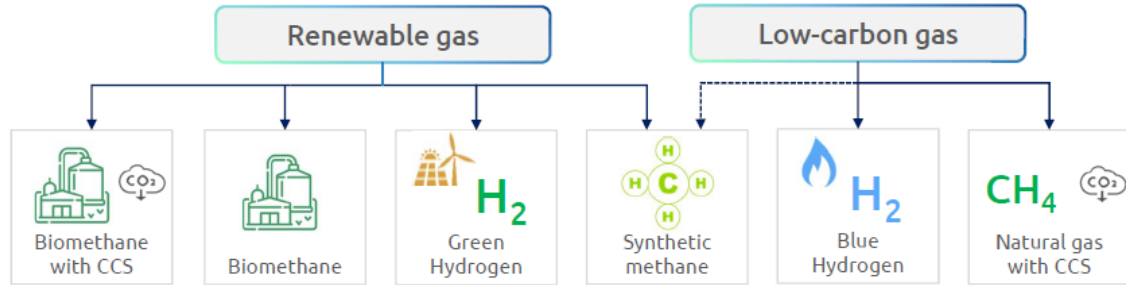 Renewable gas
Low-carbon gas
CO₂
Biomethane
with CCS
Biomethane
H₂
Green
Hydrogen
H
H C H
H
Synthetic
methane
H₂
Blue
Hydrogen
CH₄
CO₂
Natural gas
with CCS